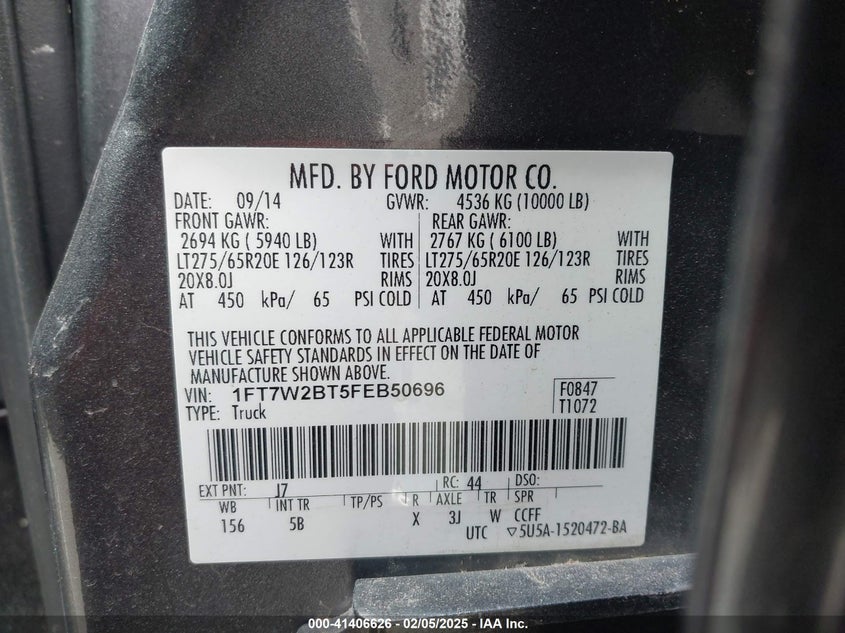 MFD. BY FORD MOTOR CO.
DATE: 09/14 GVWR: 4536 KG (10000 LB)
FRONT GAWR: REAR GAWR:
2694 KG ( 5940 LB) WITH 2767 KG ( 6100 LB)
LT275/65R20E 126/123R TIRES LT275/65R20E 126/123R
20X8.0J RIMS 20X8.0J
AT 450 kPa/ 65 PSI COLD AT 450 kPa/ 65 PSI COLD
THIS VEHICLE CONFORMS TO ALL APPLICABLE FEDERAL MOTOR
VEHICLE SAFETY STANDARDS IN EFFECT ON THE DATE OF
MANUFACTURE SHOWN ABOVE.
VIN: 1FT7W2BT5FEB50696 F0847
TYPE: Truck T1072
EXT PNT: J7 RC: 44 DSO:
WB INT TR TP/PS R AXLE TR SPR
156 5B X 3J W CCFF
UTC ▽5U5A-1520472-BA
000-41406626 - 02/05/2025 - IAA Inc.